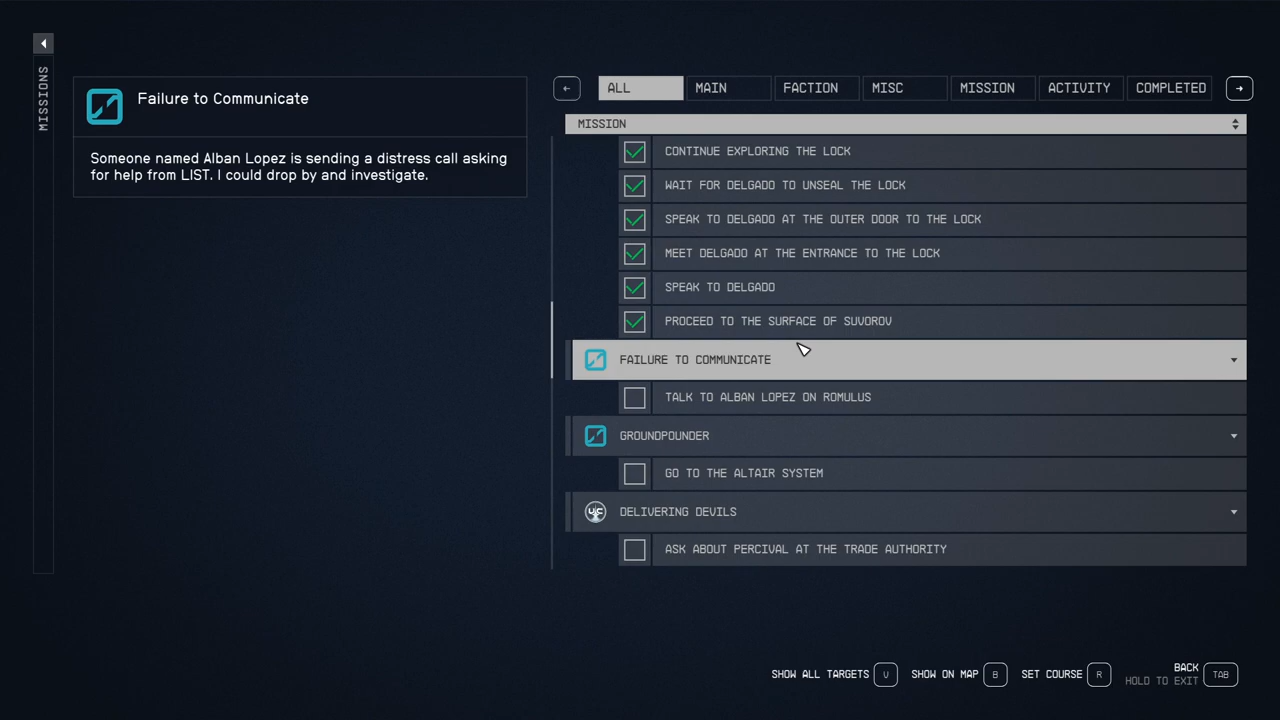 MISSIONS
Failure to Communicate
Someone named Alban Lopez is sending a distress call asking
for help from LIST. I could drop by and investigate.
ALL
MAIN
FACTION
MISC
MISSION
ACTIVITY
COMPLETED
MISSION
CONTINUE EXPLORING THE LOCK
WAIT FOR DELGADO TO UNSEAL THE LOCK
SPEAK TO DELGADO AT THE OUTER DOOR TO THE LOCK
MEET DELGADO AT THE ENTRANCE TO THE LOCK
SPEAK TO DELGADO
PROCEED TO THE SURFACE OF SUVOROV
FAILURE TO COMMUNICATE
TALK TO ALBAN LOPEZ ON ROMULUS
GROUNDPOUNDER
GO TO THE ALTAIR SYSTEM
UC
DELIVERING DEVILS
ASK ABOUT PERCIVAL AT THE TRADE AUTHORITY
SHOW ALL TARGETS V
SHOW ON MAP B
SET COURSE R
BACK
HOLD TO EXIT
TAB